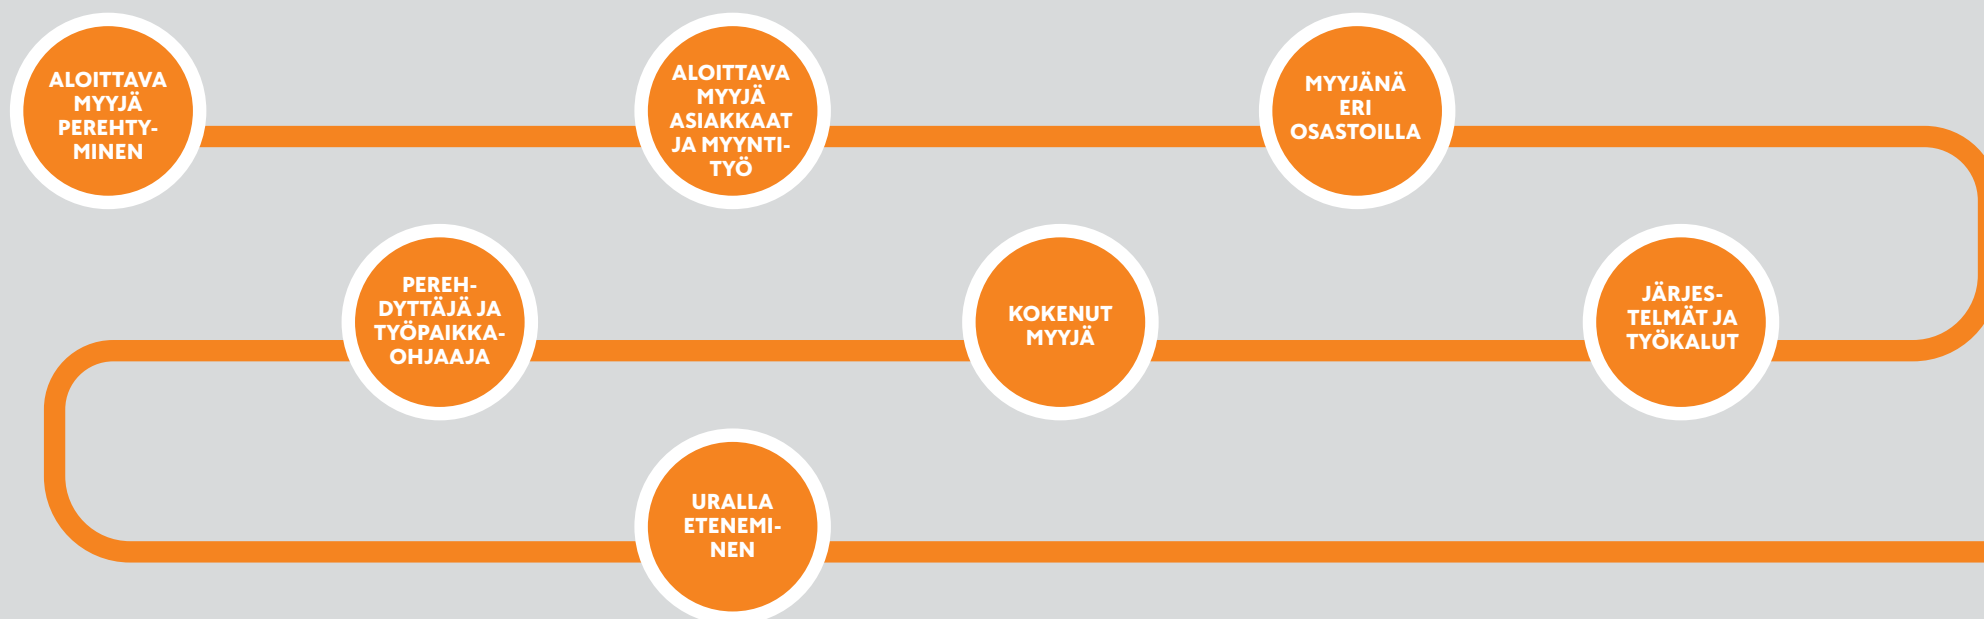 ALOITTAVA
MYYJÄ
PEREHTY-
MINEN
ALOITTAVA
MYYJÄ
ASIAKKAAT
JA MYYNTI-
TYÖ
MYYJÄNÄ
ERI
OSASTOILLA
JÄRJES-
TELMÄT JA
TYÖKALUT
KOKENUT
MYYJÄ
PEREH-
DYTTÄJÄ JA
TYÖPAIKKA-
OHJAAJA
URALLA
ETENEMI-
NEN